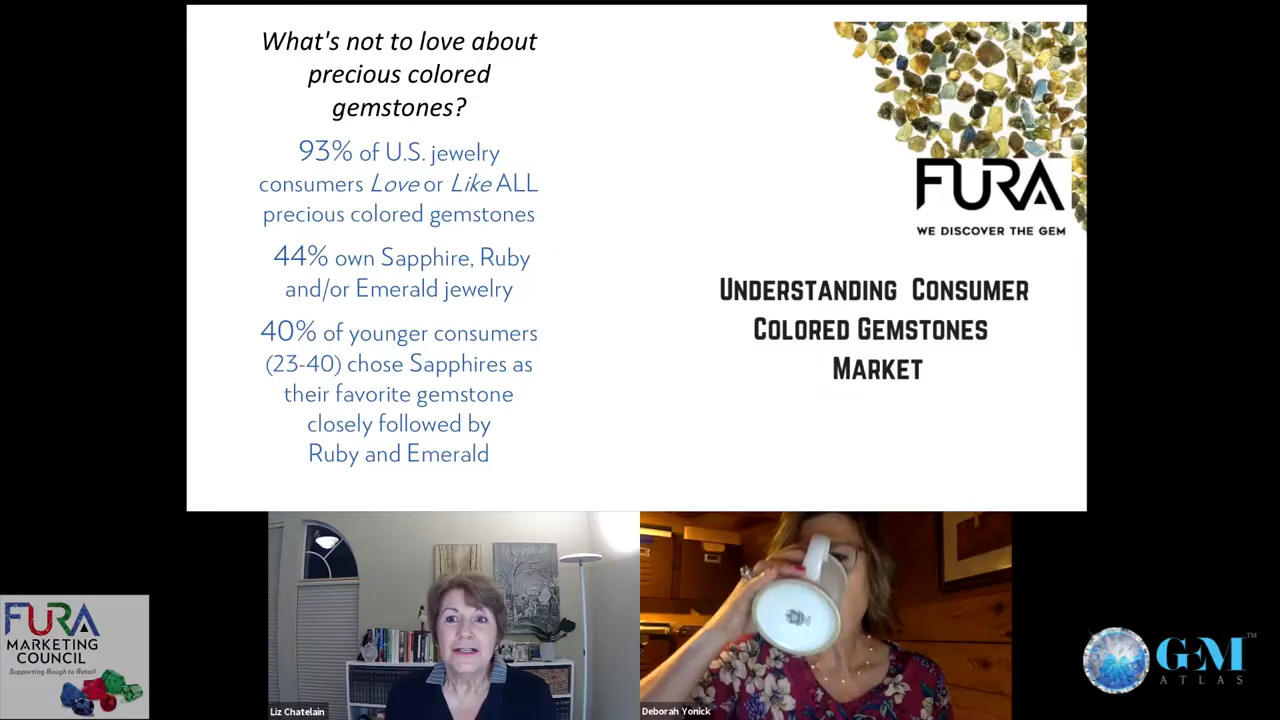 What's not to love about
precious colored
gemstones?
93% of U.S. jewelry
consumers Love or Like ALL
precious colored gemstones
44% own Sapphire, Ruby
and/or Emerald jewelry
40% of younger consumers
(23-40) chose Sapphires as
their favorite gemstone
closely followed by
Ruby and Emerald
FURA
WE DISCOVER THE GEM
UNDERSTANDING CONSUMER
COLORED GEMSTONES
MARKET
Liz Chatelain
Deborah Yonick
FURA
MARKETING
COUNCIL
Supporting Rough to Retail
GEM™
ATLAS